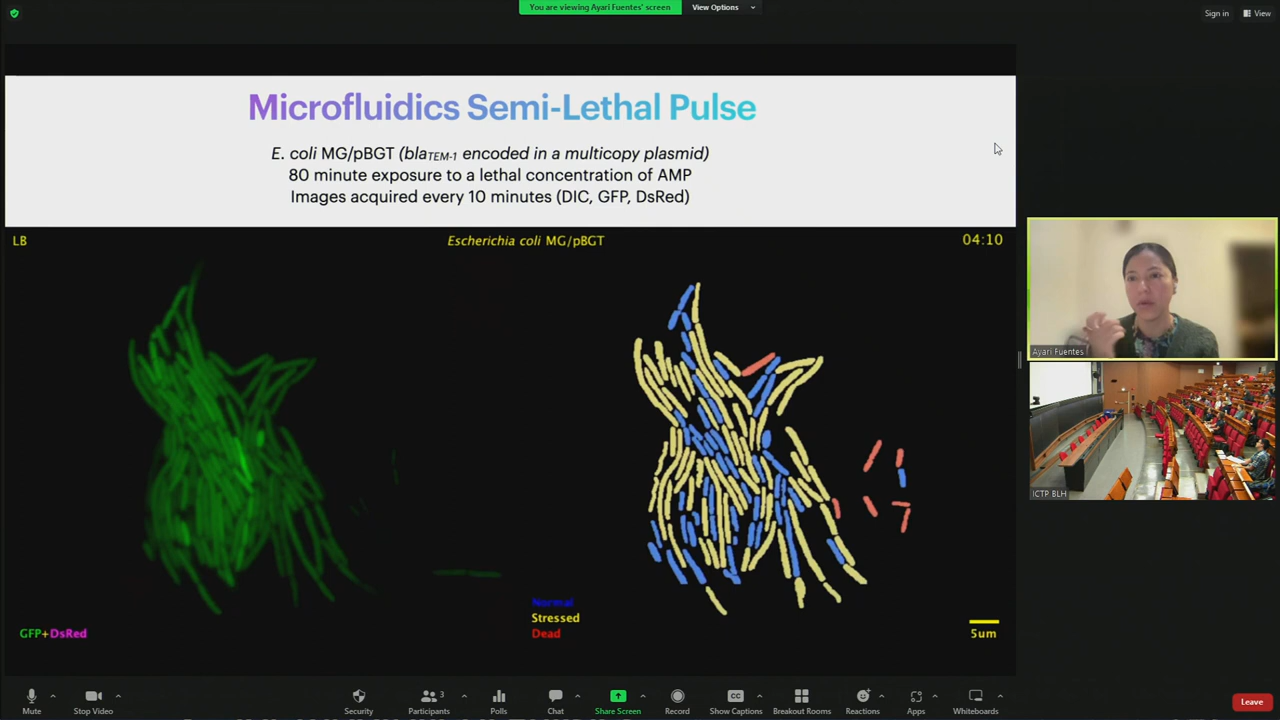 You are viewing Ayari Fuentes' screen
View Options
Sign in
View
Microfluidics Semi-Lethal Pulse
E. coli MG/pBGT (blaTEM-1 encoded in a multicopy plasmid)
80 minute exposure to a lethal concentration of AMP
Images acquired every 10 minutes (DIC, GFP, DsRed)
LB
Escherichia coli MG/pBGT
04:10
Ayari Fuentes
ICTP BLH
Normal
Stressed
Dead
GFP+DsRed
5um
Mute
Stop Video
Security
Participants
3
Polls
Chat
Share Screen
Record
Show Captions
Breakout Rooms
Reactions
Apps
Whiteboards
Leave